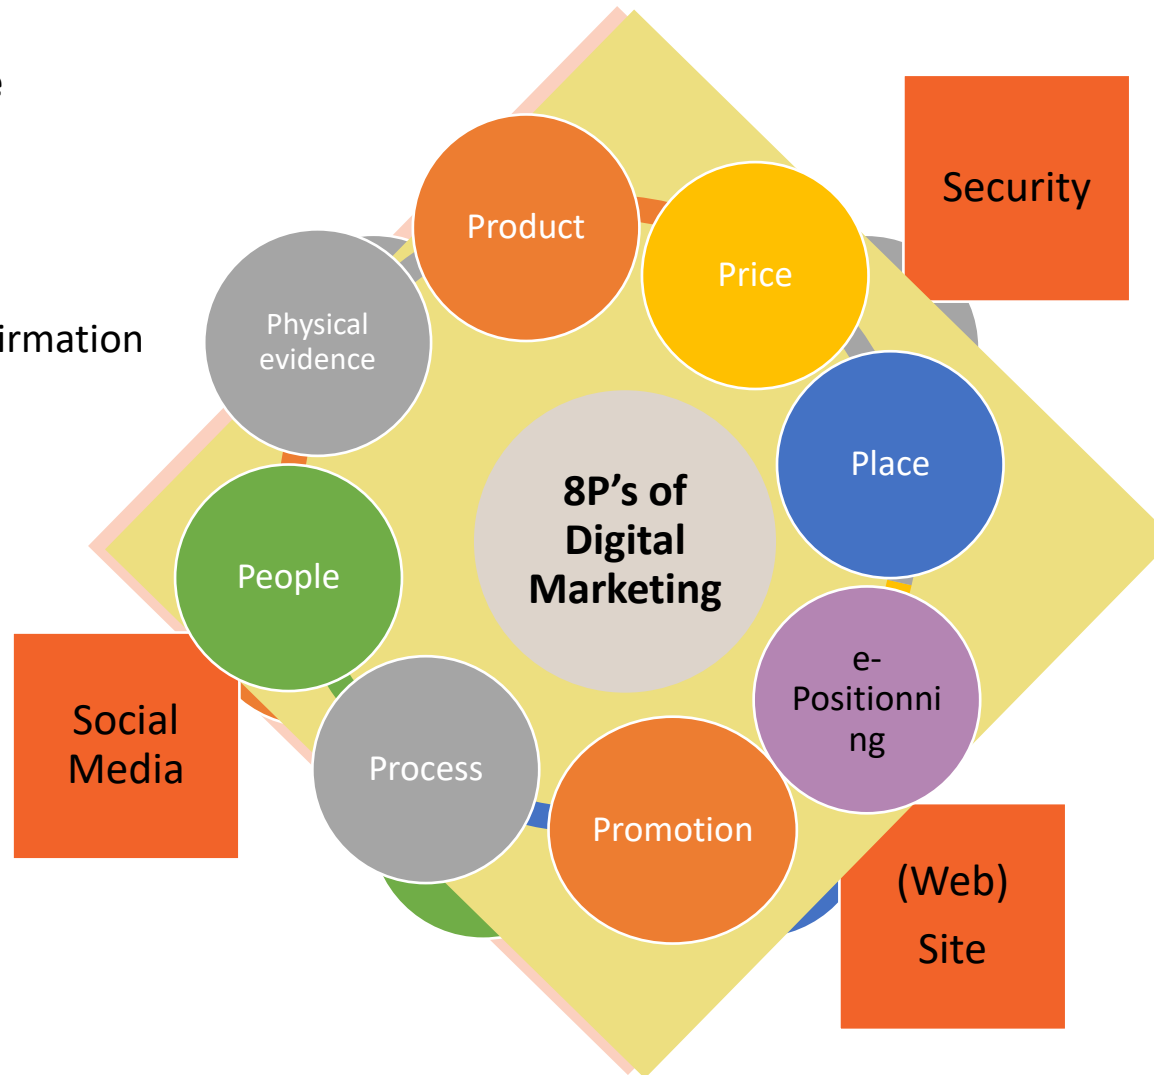 Security
Product
Price
Physical
evidence
irmation
Place
8P’s of
Digital
Marketing
People
e-
Positionni
ng
Social
Media
Process
Promotion
(Web)
Site